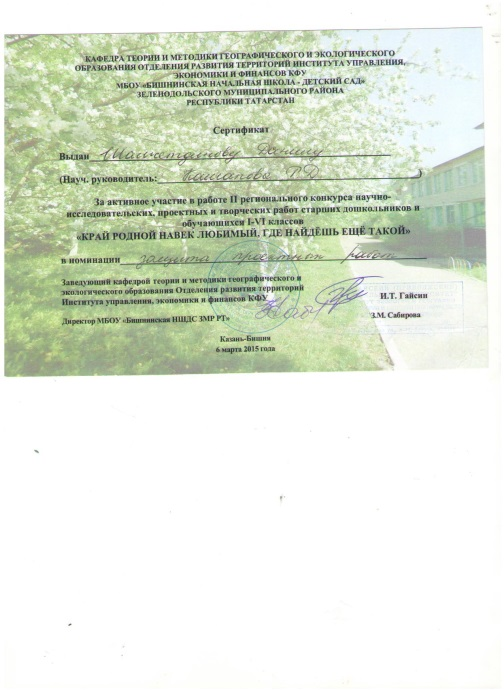 КАФЕДРА ТЕОРИИ И МЕТОДИКИ ГЕОГРАФИЧЕСКОГО И ЭКОЛОГИЧЕСКОГО
ОБРАЗОВАНИЯ ОТДЕЛЕНИЯ РАЗВИТИЯ ТЕРРИТОРИЙ ИНСТИТУТА УПРАВЛЕНИЯ,
ЭКОНОМИКИ И ФИНАНСОВ КФУ
МБОУ «БИШНИНСКАЯ НАЧАЛЬНАЯ ШКОЛА - ДЕТСКИЙ САД»
ЗЕЛЕНОДОЛЬСКОГО МУНИЦИПАЛЬНОГО РАЙОНА
РЕСПУБЛИКИ ТАТАРСТАН
Сертификат
Выдан
(Науч. руководитель: )
За активное участие в работе II регионального конкурса научно-
исследовательских, проектных и творческих работ старших дошкольников и
обучающихся I-VI классов
«КРАЙ РОДНОЙ НАВЕК ЛЮБИМЫЙ, ГДЕ НАЙДЁШЬ ЕЩЁ ТАКОЙ»
в номинации защита проектных работ
Заведующий кафедрой теории и методики географического и
экологического образования Отделения развития территорий
Института управления, экономики и финансов КФУ И.Т. Гайсин
Директор МБОУ «Бишнинская НШДС ЗМР РТ» З.М. Сабирова
Казань-Бишня
6 марта 2015 года